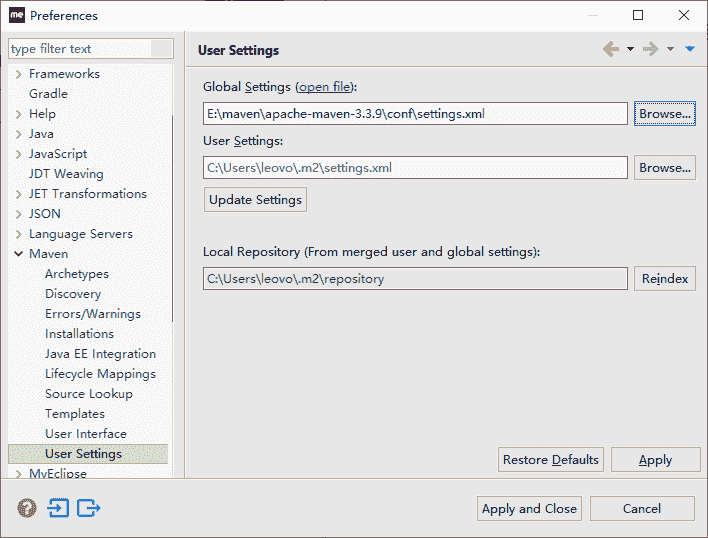 me Preferences
type filter text
Frameworks
Gradle
Help
Java
JavaScript
JDT Weaving
JET Transformations
JSON
Language Servers
Maven
Archetypes
Discovery
Errors/Warnings
Installations
Java EE Integration
Lifecycle Mappings
Source Lookup
Templates
User Interface
User Settings
MyEclipse
User Settings
Global Settings (open file):
E:\maven\apache-maven-3.3.9\conf\settings.xml Browse...
User Settings:
C:\Users\leovo\.m2\settings.xml Browse...
Update Settings
Local Repository (From merged user and global settings):
C:\Users\leovo\.m2\repository Reindex
Restore Defaults Apply
? Apply and Close Cancel